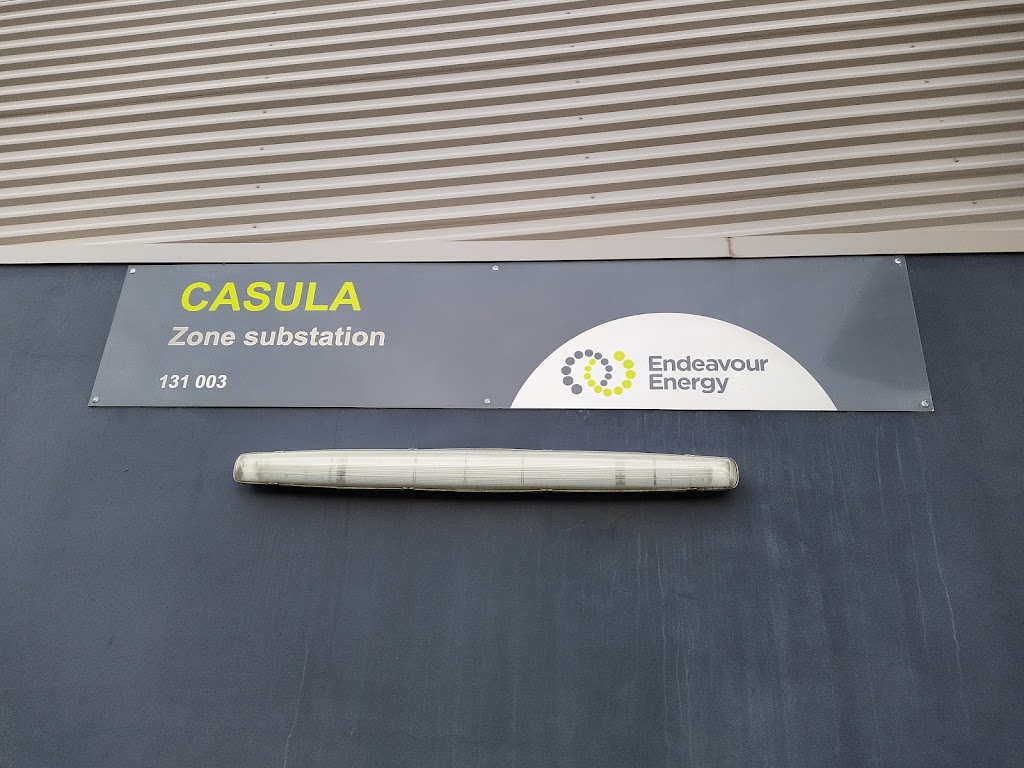 CASULA
Zone substation
131 003
Endeavour
Energy